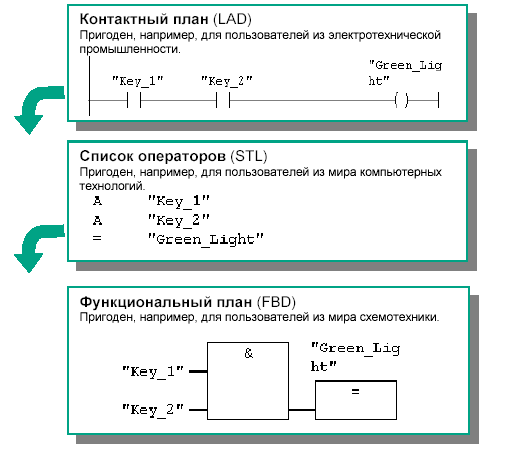 Контактный план (LAD)
Пригоден, например, для пользователей из электротехнической
промышленности.
"Key_1" "Key_2" "Green_Lig
ht"
Список операторов (STL)
Пригоден, например, для пользователей из мира компьютерных
технологий.
A "Key_1"
A "Key_2"
= "Green_Light"
Функциональный план (FBD)
Пригоден, например, для пользователей из мира схемотехники.
& "Green_Lig
ht"
"Key_1"
=
"Key_2"